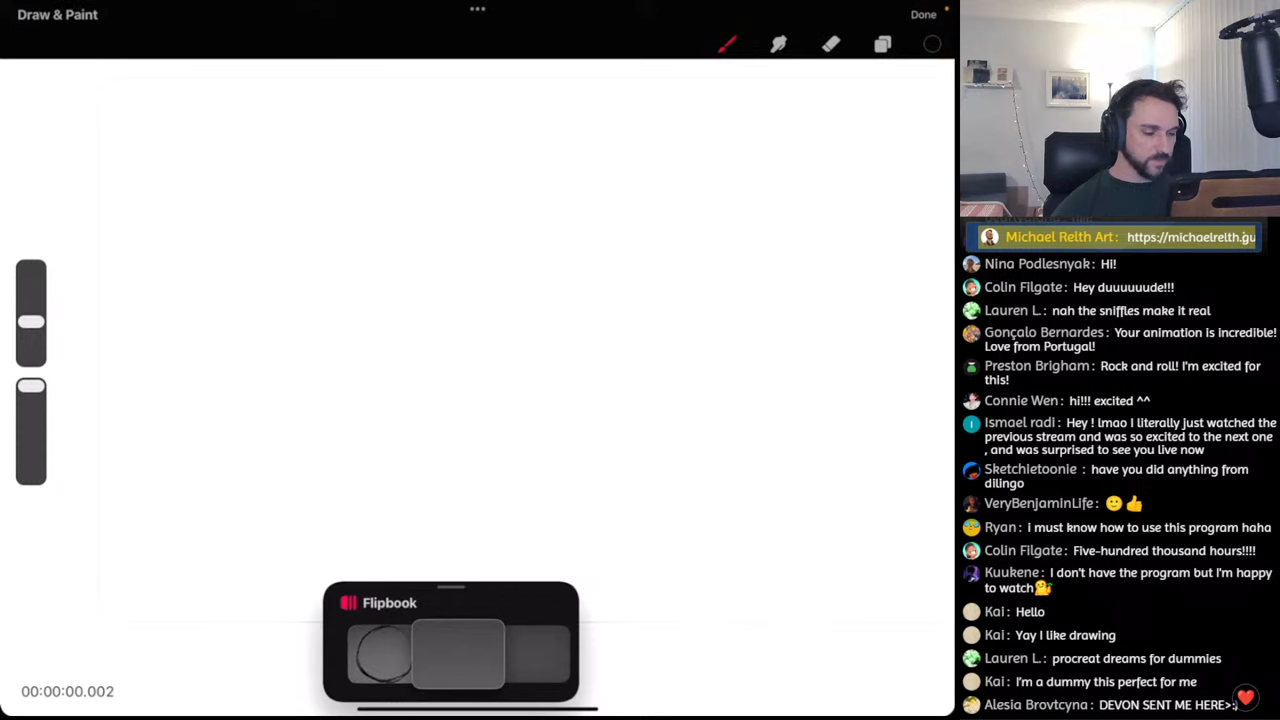 Draw & Paint
Done
Flipbook
00:00:00.002
Michael Relth Art: https://michaelrelth.gu
Nina Podlesnyak: Hi!
Colin Filgate: Hey duuuuuude!!!
Lauren L.: nah the sniffles make it real
Gonçalo Bernardes: Your animation is incredible!
Love from Portugal!
Preston Brigham: Rock and roll! I'm excited for
this!
Connie Wen: hi!!! excited ^^
Ismael radi: Hey ! lmao I literally just watched the
previous stream and was so excited to the next one
, and was surprised to see you live now
Sketchietoonie : have you did anything from
dilingo
VeryBenjaminLife: 🙂👍
Ryan: i must know how to use this program haha
Colin Filgate: Five-hundred thousand hours!!!!
Kuukene: I don't have the program but I'm happy
to watch
Kai: Hello
Kai: Yay I like drawing
Lauren L.: procreat dreams for dummies
Kai: I'm a dummy this perfect for me
Alesia Brovtcyna: DEVON SENT ME HERE>:)